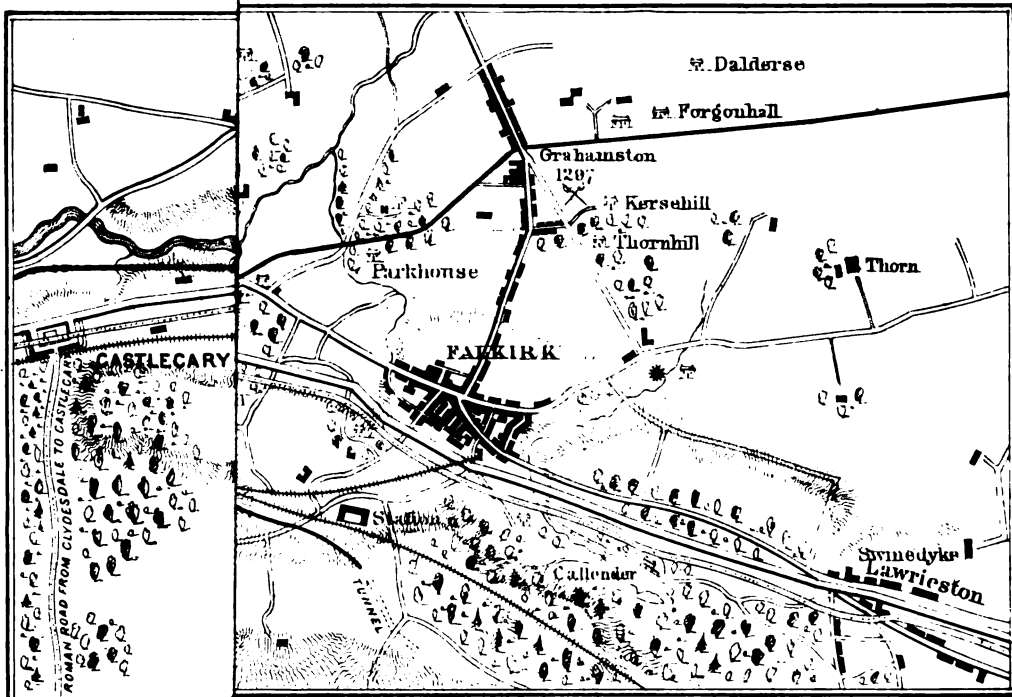 Dalderse
Forgonhall
Grahamston
1297
Kersehill
Thornhill
Parkhouse
Thorn
FALKIRK
CASTLECARY
ROMAN ROAD FROM CLYDESDALE TO CASTLECARY
Station
Swinedyke
Callender
Lawrieston
TUNNEL